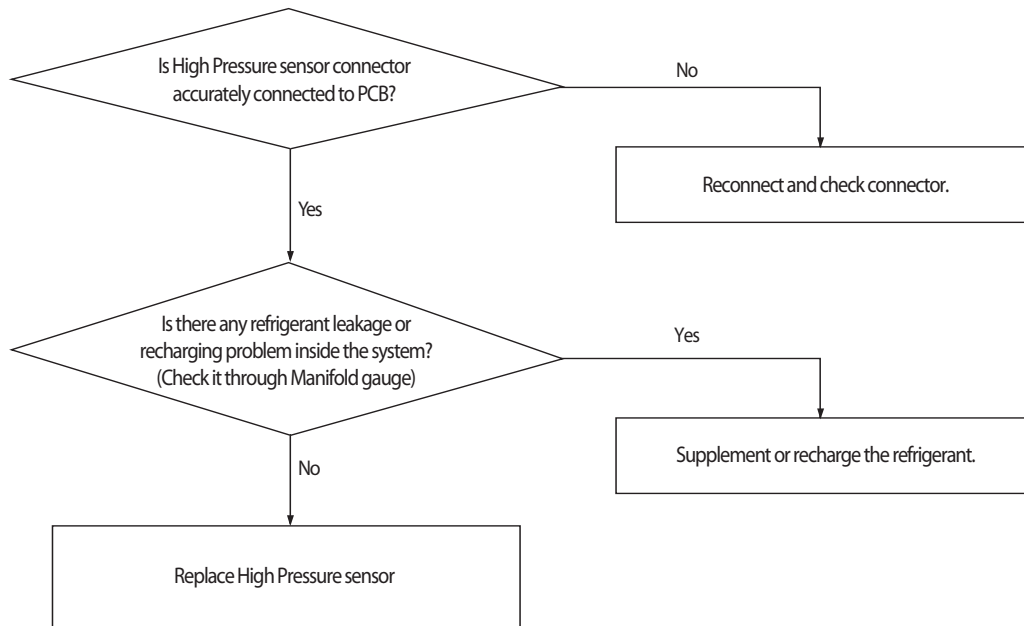 Is High Pressure sensor connector
accurately connected to PCB?
No
Reconnect and check connector.
Yes
Is there any refrigerant leakage or
recharging problem inside the system?
(Check it through Manifold gauge)
Yes
Supplement or recharge the refrigerant.
No
Replace High Pressure sensor